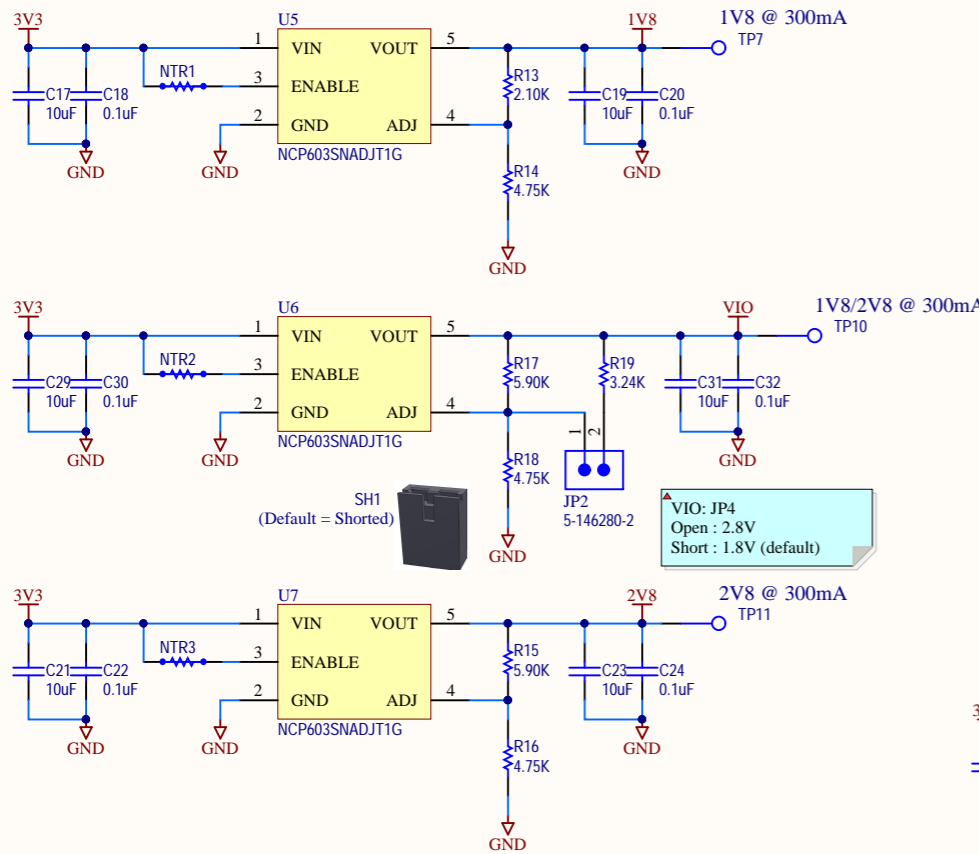 3V3
U5
1V8
1V8 @ 300mA
TP7
1 VIN VOUT 5
NTR1
3 ENABLE
2 GND ADJ 4
NCP603SNADJT1G
C17 10uF
C18 0.1uF
GND
GND
R13 2.10K
R14 4.75K
GND
C19 10uF
C20 0.1uF
GND
3V3
U6
VIO
1V8/2V8 @ 300mA
TP10
1 VIN VOUT 5
NTR2
3 ENABLE
2 GND ADJ 4
NCP603SNADJT1G
C29 10uF
C30 0.1uF
GND
GND
R17 5.90K
R19 3.24K
R18 4.75K
GND
1 2
JP2
5-146280-2
C31 10uF
C32 0.1uF
GND
SH1
(Default = Shorted)
VIO: JP4
Open : 2.8V
Short : 1.8V (default)
3V3
U7
2V8
2V8 @ 300mA
TP11
1 VIN VOUT 5
NTR3
3 ENABLE
2 GND ADJ 4
NCP603SNADJT1G
C21 10uF
C22 0.1uF
GND
GND
R15 5.90K
R16 4.75K
GND
C23 10uF
C24 0.1uF
GND